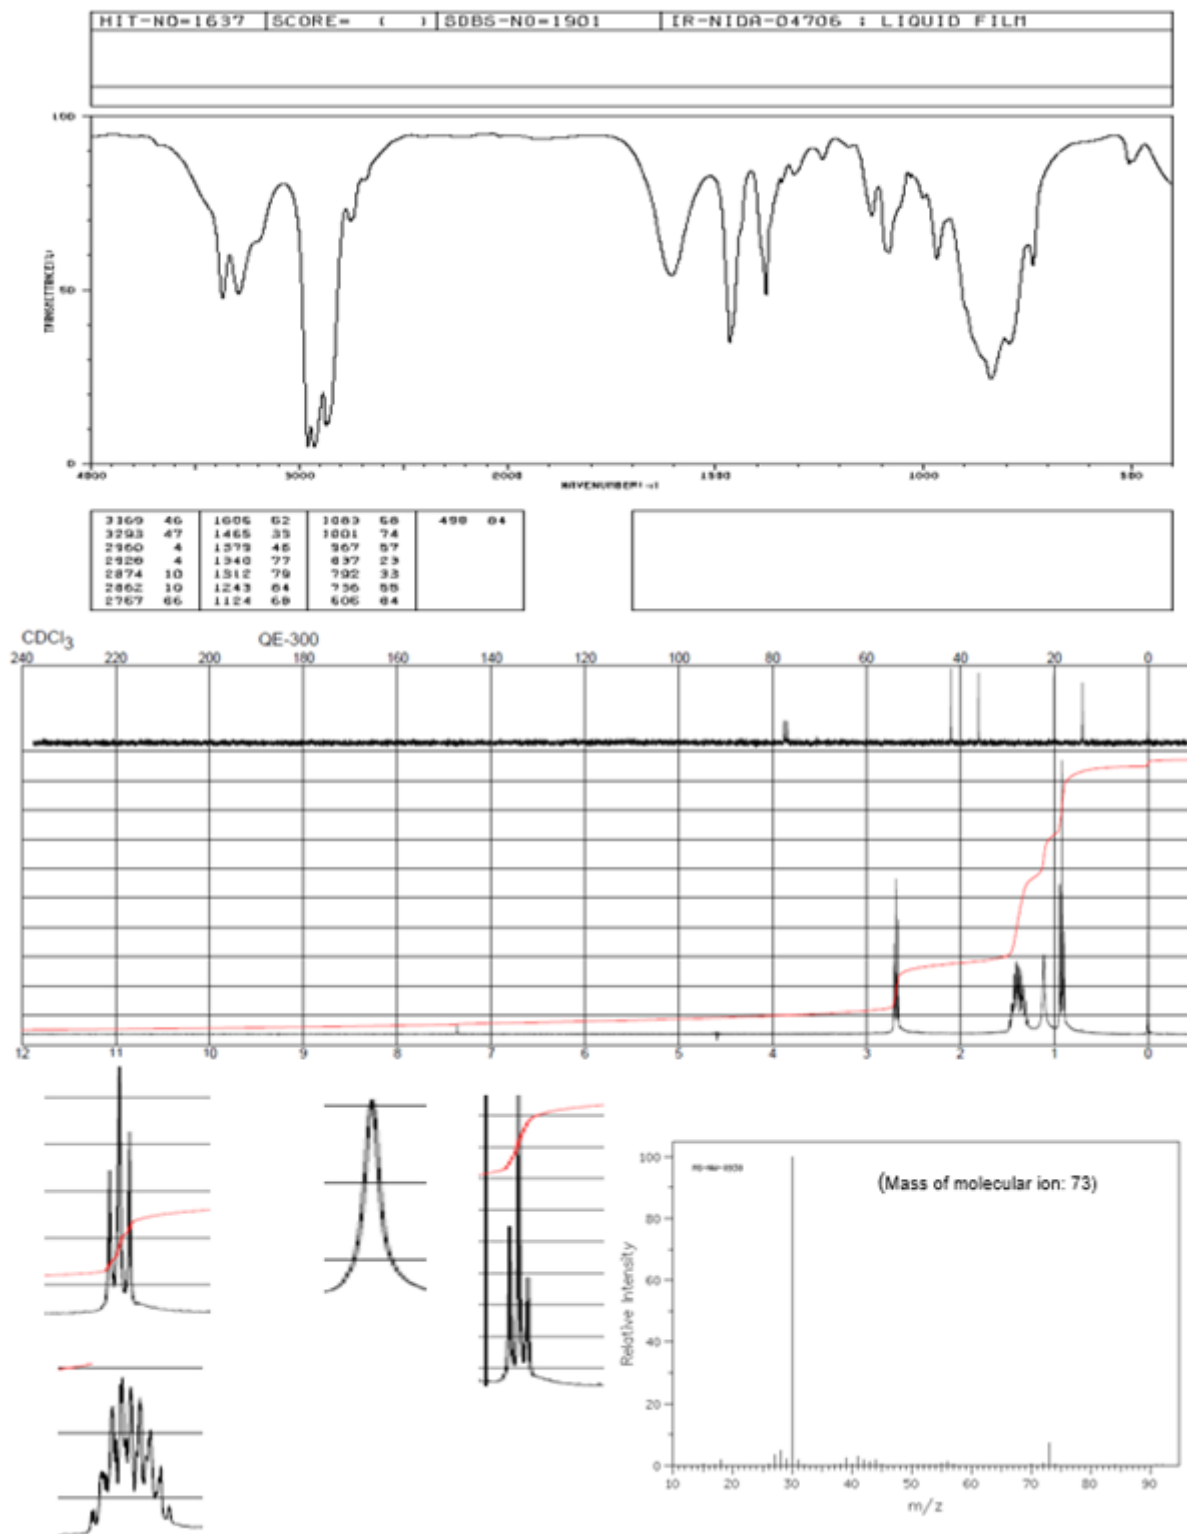 HIT-NO=1637 SCORE= ( ) SDBS-NO=1901 IR-NIDA-04706 : LIQUID FILM
100
50
0
4000 3000 2000 1500 1000 500
3369 46 1605 52 1083 58 498 84
3293 47 1465 33 1001 74
2960 4 1379 46 967 57
2928 4 1340 77 837 23
2874 10 1312 79 792 33
2862 10 1243 84 736 55
2767 66 1124 68 505 84
CDCl3 QE-300
240 220 200 180 160 140 120 100 80 60 40 20 0
12 11 10 9 8 7 6 5 4 3 2 1 0
(Mass of molecular ion: 73)
Relative Intensity
100
80
60
40
20
0
10 20 30 40 50 60 70 80 90
m/z